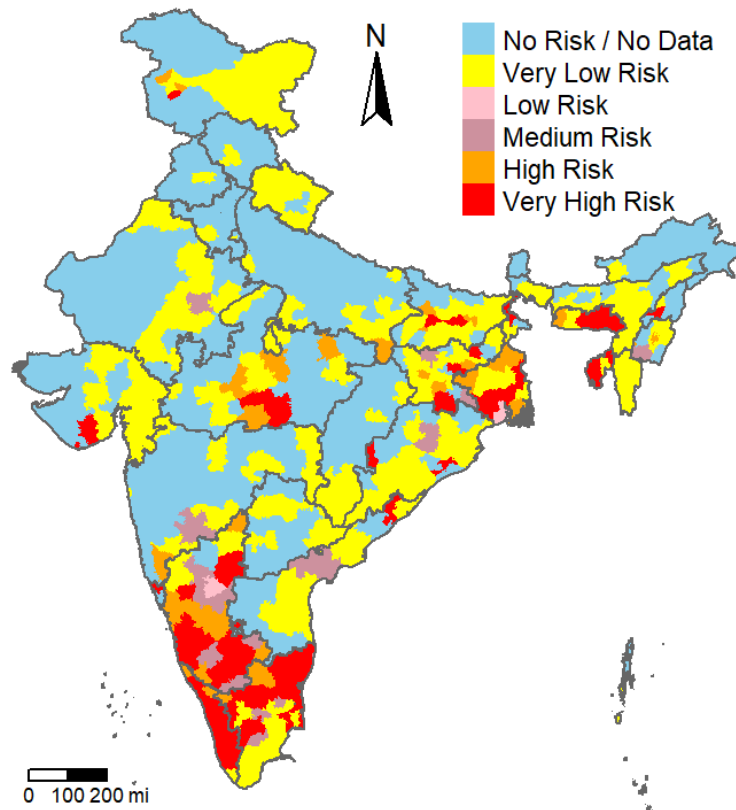 N
No Risk / No Data
Very Low Risk
Low Risk
Medium Risk
High Risk
Very High Risk
0 100 200 mi